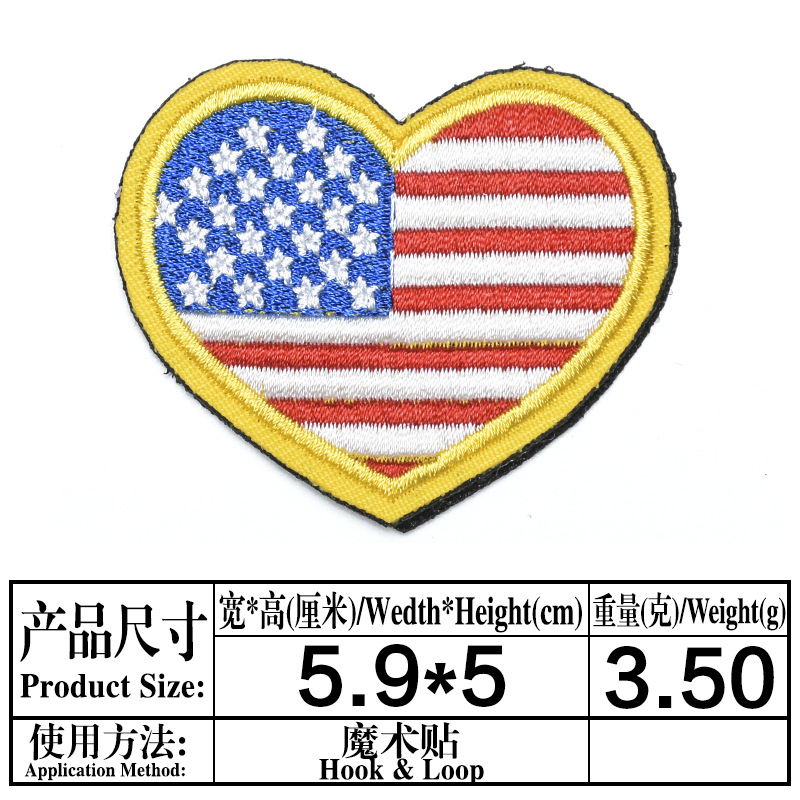 产品尺寸
Product Size:
宽*高(厘米)/Wedth*Height(cm)
重量(克)/Weight(g)
5.9*5
3.50
使用方法:
Application Method:
魔术贴
Hook & Loop